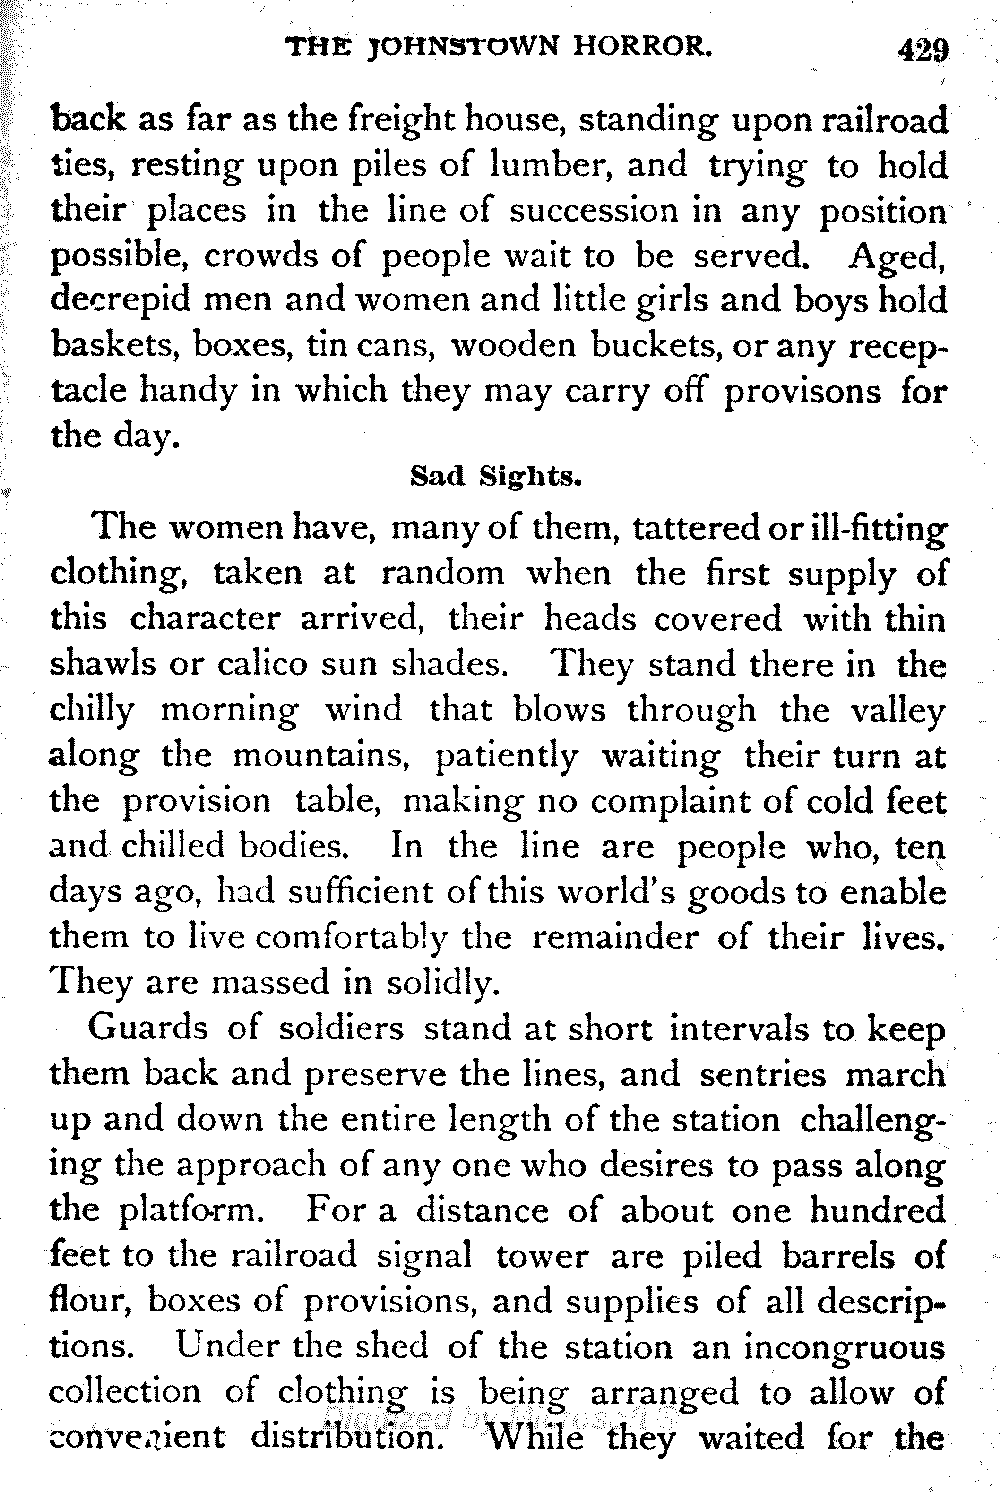 THE JOHNSTOWN HORROR. 429
back as far as the freight house, standing upon railroad
ties, resting upon piles of lumber, and trying to hold
their places in the line of succession in any position
possible, crowds of people wait to be served. Aged,
decrepid men and women and little girls and boys hold
baskets, boxes, tin cans, wooden buckets, or any recep-
tacle handy in which they may carry off provisons for
the day.
Sad Sights.
The women have, many of them, tattered or ill-fitting
clothing, taken at random when the first supply of
this character arrived, their heads covered with thin
shawls or calico sun shades. They stand there in the
chilly morning wind that blows through the valley
along the mountains, patiently waiting their turn at
the provision table, making no complaint of cold feet
and chilled bodies. In the line are people who, ten
days ago, had sufficient of this world's goods to enable
them to live comfortably the remainder of their lives.
They are massed in solidly.
Guards of soldiers stand at short intervals to keep
them back and preserve the lines, and sentries march
up and down the entire length of the station challeng-
ing the approach of any one who desires to pass along
the platform. For a distance of about one hundred
feet to the railroad signal tower are piled barrels of
flour, boxes of provisions, and supplies of all descrip-
tions. Under the shed of the station an incongruous
collection of clothing is being arranged to allow of
convenient distribution. While they waited for the
Digitized by